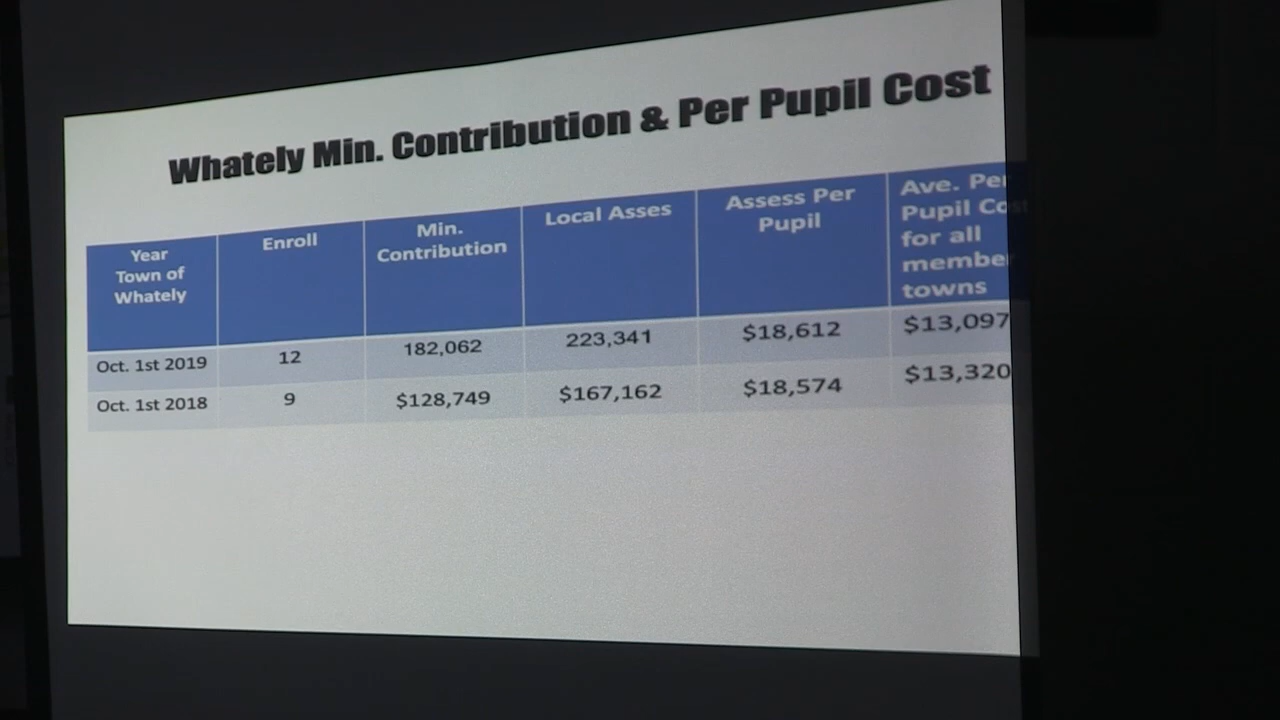 Whately Min. Contribution & Per Pupil Cost
Year
Town of
Whately
Enroll
Min.
Contribution
Local Asses
Assess Per
Pupil
Ave. Per
Pupil Cost
for all
member
towns
Oct. 1st 2019 12 182,062 223,341 $18,612 $13,097
Oct. 1st 2018 9 $128,749 $167,162 $18,574 $13,320